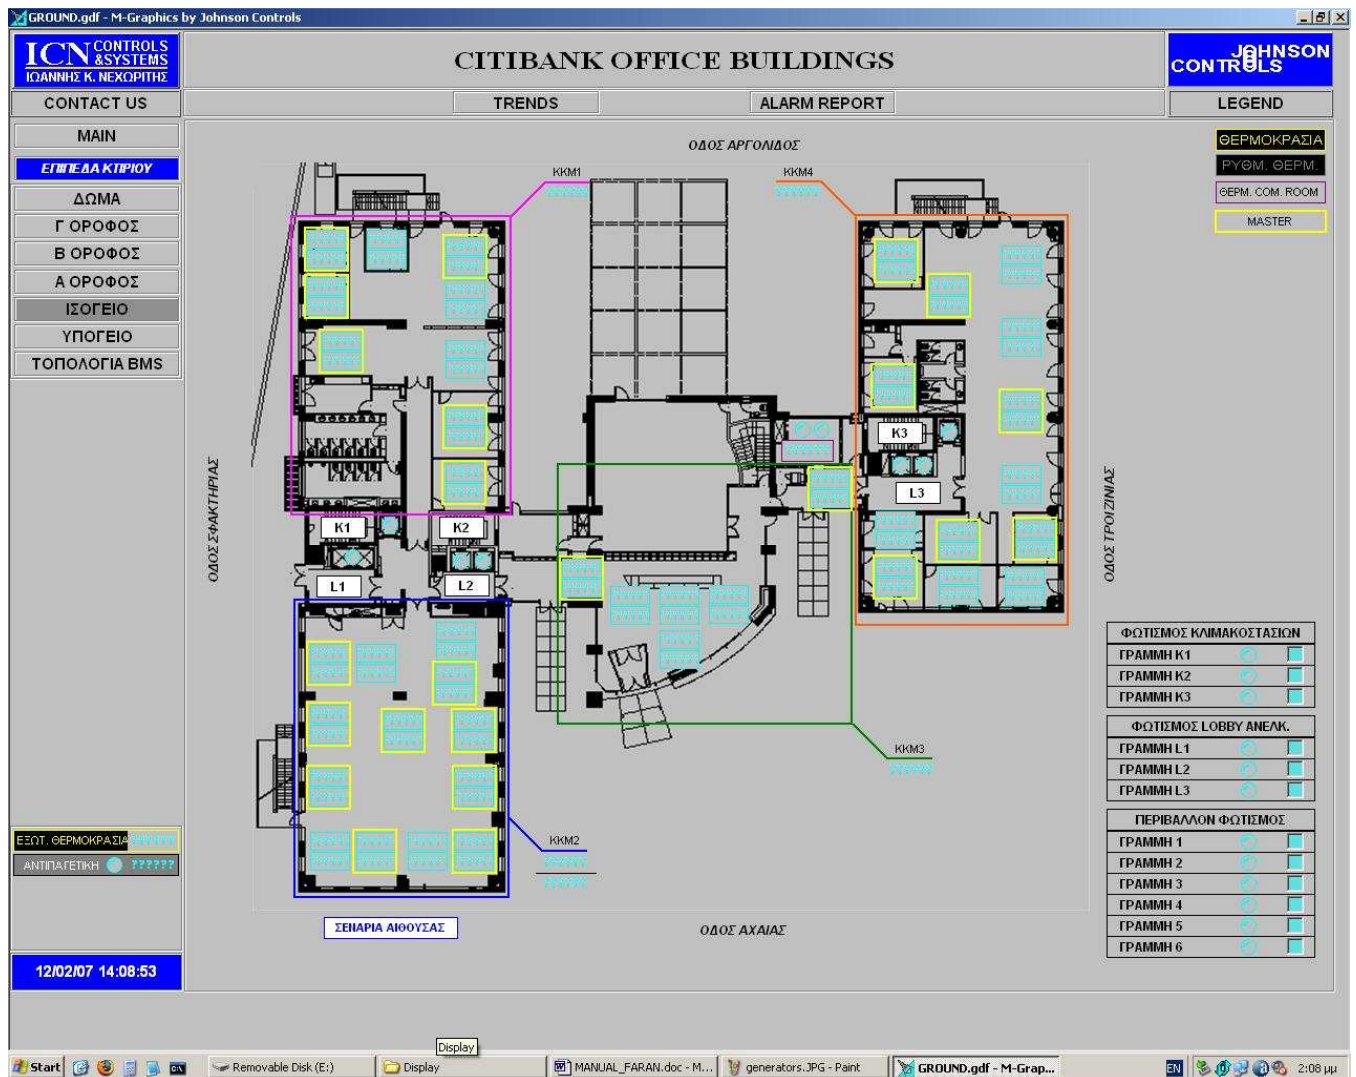 GROUND.gdf - M-Graphics by Johnson Controls
ICN CONTROLS & SYSTEMS
ΙΩΑΝΝΗΣ Κ. ΝΕΧΩΡΙΤΗΣ
CITIBANK OFFICE BUILDINGS
JOHNSON CONTROLS
CONTACT US
TRENDS
ALARM REPORT
LEGEND
MAIN
ΕΠΙΠΕΔΑ ΚΤΙΡΙΟΥ
ΔΩΜΑ
Γ ΟΡΟΦΟΣ
Β ΟΡΟΦΟΣ
Α ΟΡΟΦΟΣ
ΙΣΟΓΕΙΟ
ΥΠΟΓΕΙΟ
ΤΟΠΟΛΟΓΙΑ BMS
ΟΔΟΣ ΑΡΓΟΛΙΔΟΣ
ΘΕΡΜΟΚΡΑΣΙΑ
ΡΥΘΜ. ΘΕΡΜ.
ΘΕΡΜ. COM. ROOM
MASTER
ΚΚΜ1
ΚΚΜ4
ΟΔΟΣ ΣΦΑΚΤΗΡΙΑΣ
ΟΔΟΣ ΤΡΟΙΖΙΝΙΑΣ
K3
L3
K1
K2
L1
L2
ΚΚΜ3
ΚΚΜ2
ΦΩΤΙΣΜΟΣ ΚΛΙΜΑΚΟΣΤΑΣΙΩΝ
ΓΡΑΜΜΗ Κ1
ΓΡΑΜΜΗ Κ2
ΓΡΑΜΜΗ Κ3
ΦΩΤΙΣΜΟΣ LOBBY ΑΝΕΛΚ.
ΓΡΑΜΜΗ L1
ΓΡΑΜΜΗ L2
ΓΡΑΜΜΗ L3
ΠΕΡΙΒΑΛΛΟΝ ΦΩΤΙΣΜΟΣ
ΓΡΑΜΜΗ 1
ΓΡΑΜΜΗ 2
ΓΡΑΜΜΗ 3
ΓΡΑΜΜΗ 4
ΓΡΑΜΜΗ 5
ΓΡΑΜΜΗ 6
ΕΞΩΤ. ΘΕΡΜΟΚΡΑΣΙΑ ??????
ΑΝΤΙΠΑΓΕΤΙΚΗ ??????
ΣΕΝΑΡΙΑ ΑΙΘΟΥΣΑΣ
ΟΔΟΣ ΑΧΑΙΑΣ
12/02/07 14:08:53
Display
Start
Removable Disk (E:)
Display
MANUAL_FARAN.doc - M...
generators.JPG - Paint
GROUND.gdf - M-Grap...
EN
2:08 μμ